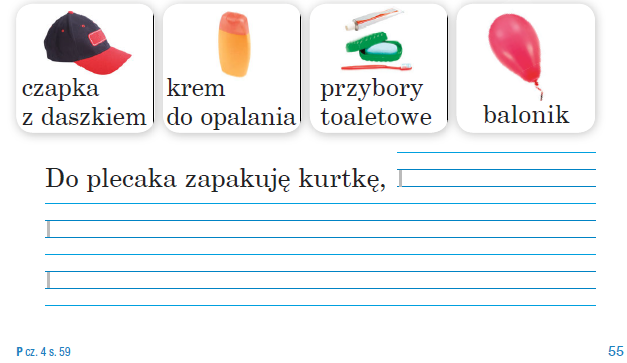 czapka
z daszkiem
krem
do opalania
przybory
toaletowe
balonik
Do plecaka zapakuję kurtkę,
P cz. 4 s. 59
55